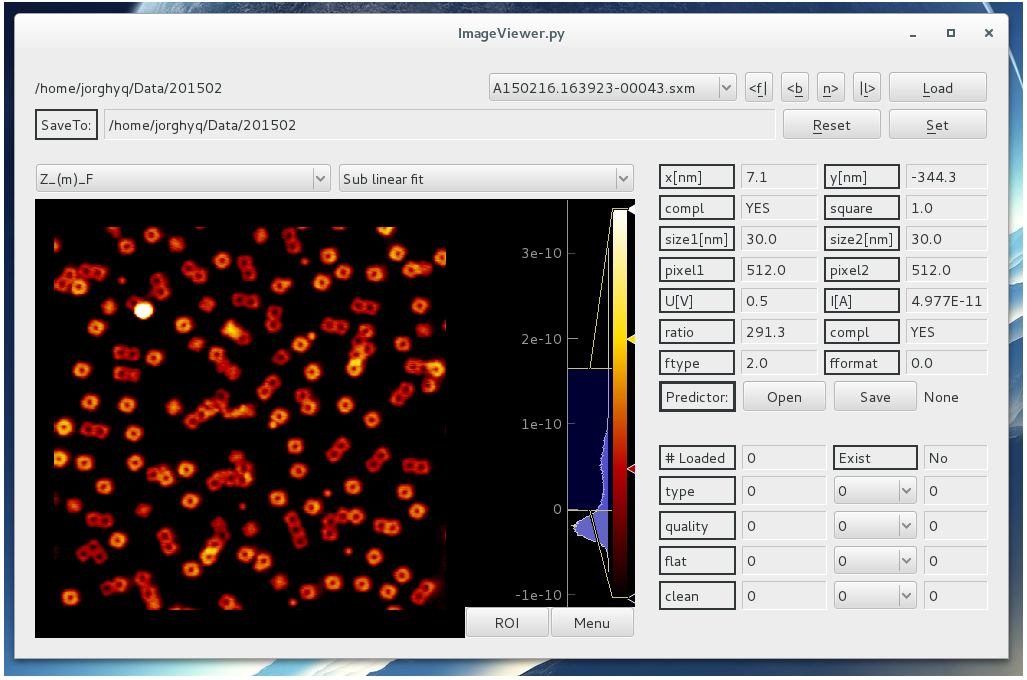 ImageViewer.py
/home/jorghyq/Data/201502 A150216.163923-00043.sxm <f| <b n> |l> Load
SaveTo: /home/jorghyq/Data/201502 Reset Set
Z_(m)_F Sub linear fit x[nm] 7.1 y[nm] -344.3
compl YES square 1.0
size1[nm] 30.0 size2[nm] 30.0
3e-10
pixel1 512.0 pixel2 512.0
U[V] 0.5 I[A] 4.977E-11
2e-10
ratio 291.3 compl YES
ftype 2.0 fformat 0.0
Predictor: Open Save None
1e-10
# Loaded 0 Exist No
type 0 0 0
0
quality 0 0 0
flat 0 0 0
-1e-10
clean 0 0 0
ROI Menu